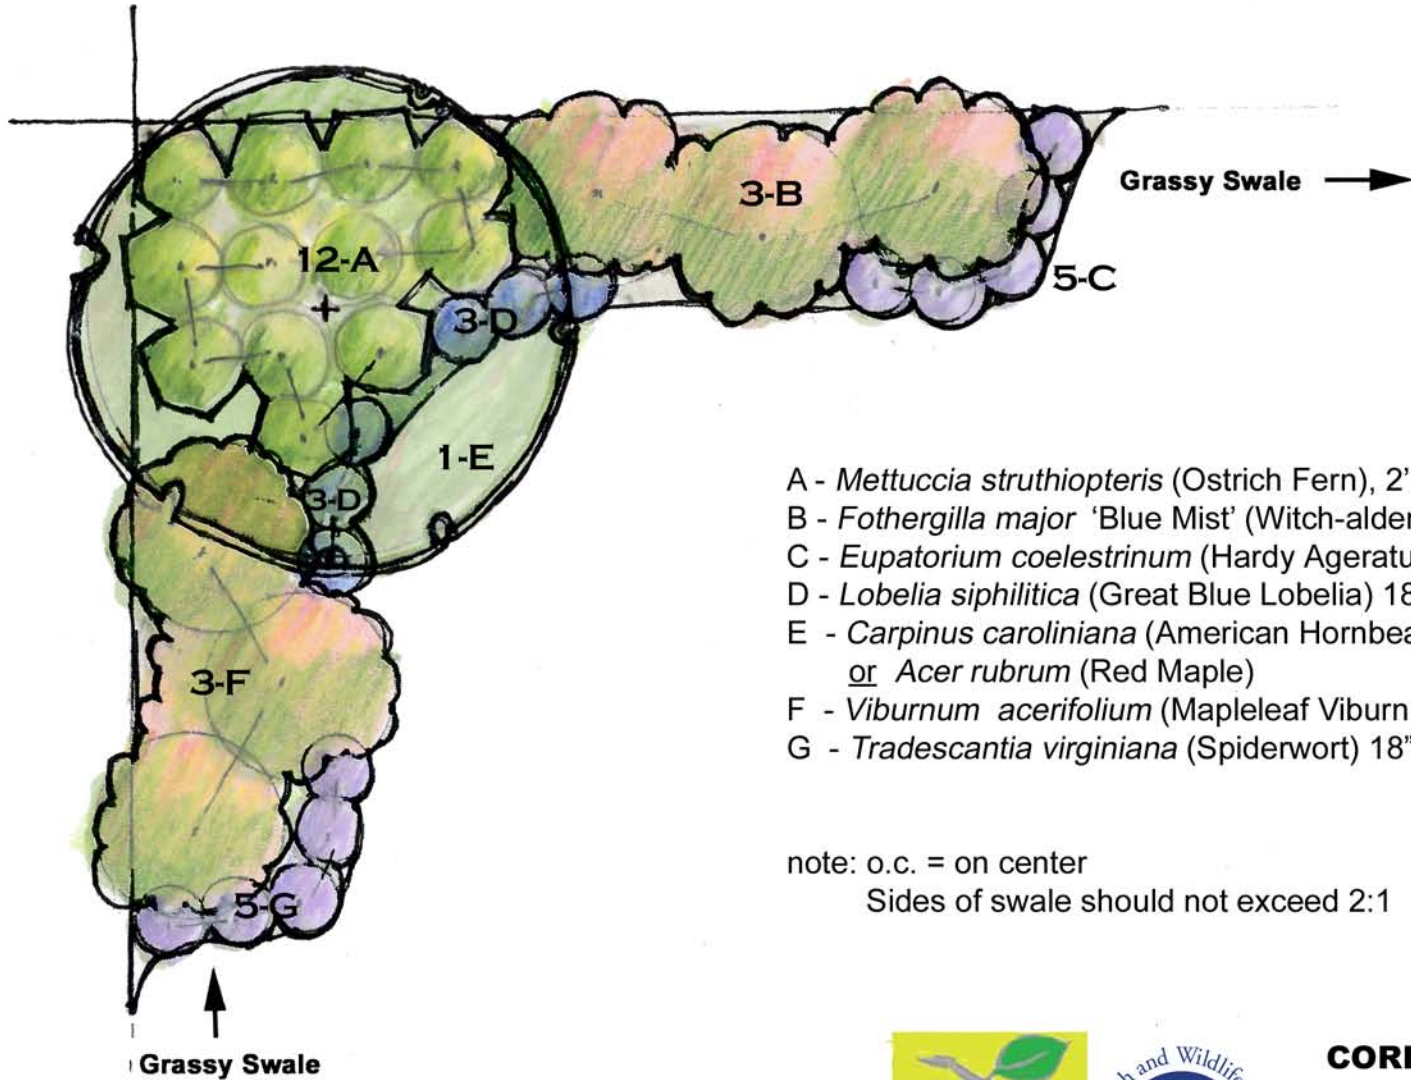 Grassy Swale
3-B
12-A
5-C
3-D
1-E
3-D
3-F
5-G
Grassy Swale
A - Mettuccia struthiopteris (Ostrich Fern), 2'
B - Fothergilla major 'Blue Mist' (Witch-alder
C - Eupatorium coelestrinum (Hardy Ageratu
D - Lobelia siphilitica (Great Blue Lobelia) 18
E - Carpinus caroliniana (American Hornbea
or Acer rubrum (Red Maple)
F - Viburnum acerifolium (Mapleleaf Viburn
G - Tradescantia virginiana (Spiderwort) 18"
note: o.c. = on center
Sides of swale should not exceed 2:1
and Wildlife
CORI